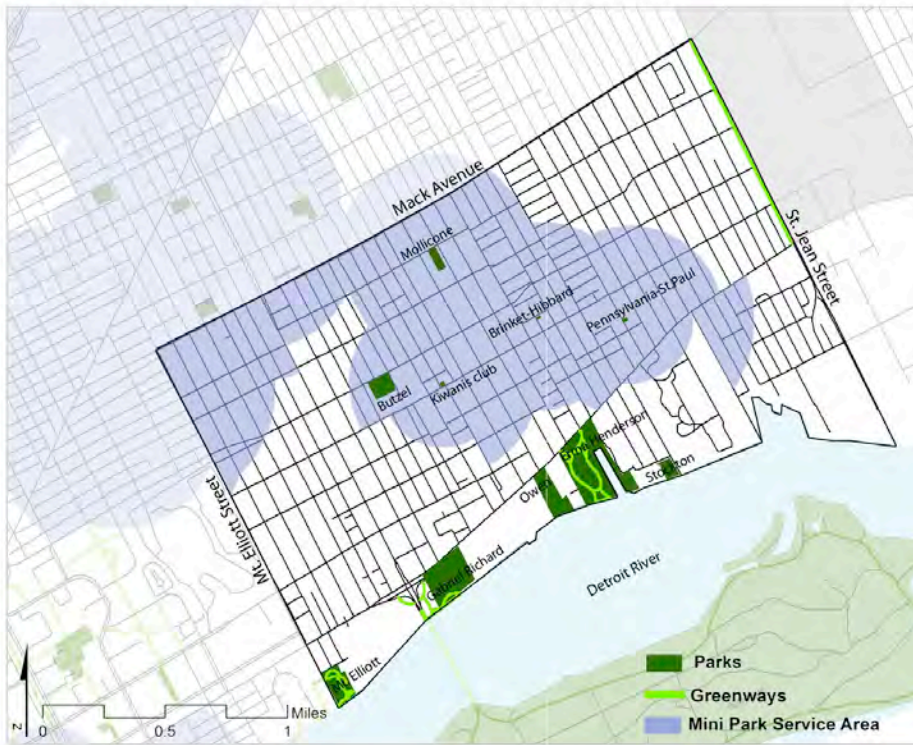 Mack Avenue
St. Jean Street
Mollicone
Brinket-Hibbard
Pennsylvania-St.Paul
Butzel
Kiwanis club
Erma Henderson
Owen
Stockton
Mt. Elliott Street
Gabriel Richard
Detroit River
Mt. Elliott
Parks
Greenways
Mini Park Service Area
Miles
0 0.5 1
N